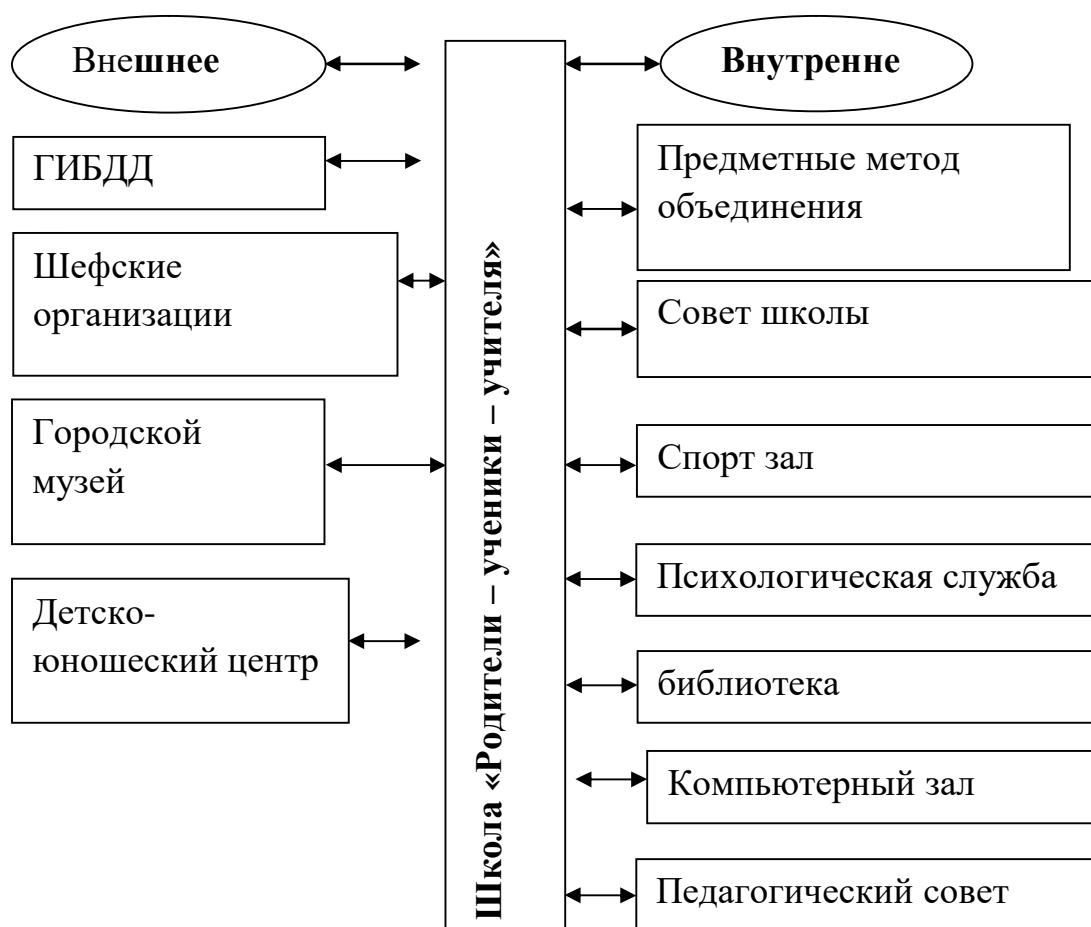 Внешнее
ГИБДД
Шефские
организации
Городской
музей
Детско-
юношеский центр
Школа «Родители – ученики – учителя»
Внутренне
Предметные метод
объединения
Совет школы
Спорт зал
Психологическая служба
библиотека
Компьютерный зал
Педагогический совет